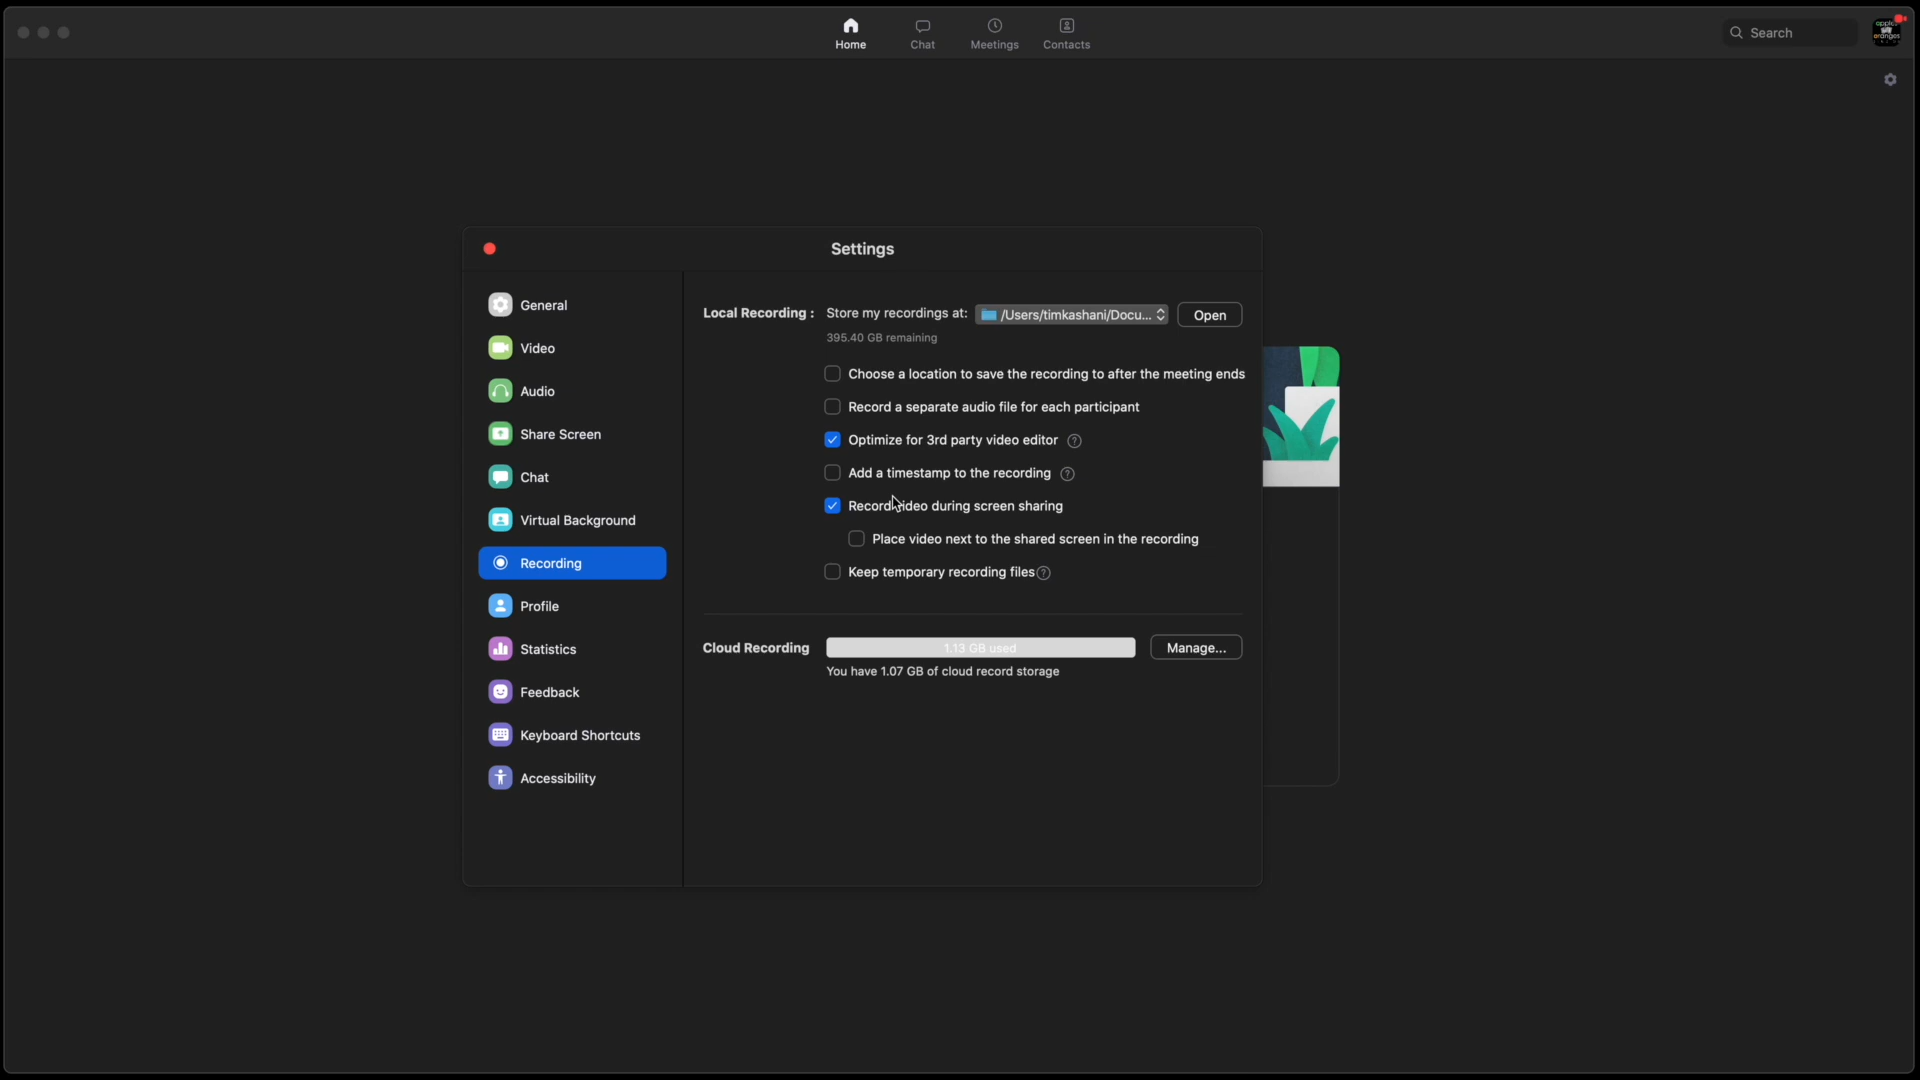 Home
Chat
Meetings
Contacts
Search
Settings
General
Video
Audio
Share Screen
Chat
Virtual Background
Recording
Profile
Statistics
Feedback
Keyboard Shortcuts
Accessibility
Local Recording : Store my recordings at: /Users/timkashani/Docu... Open
395.40 GB remaining
Choose a location to save the recording to after the meeting ends
Record a separate audio file for each participant
Optimize for 3rd party video editor ?
Add a timestamp to the recording ?
Record video during screen sharing
Place video next to the shared screen in the recording
Keep temporary recording files ?
Cloud Recording 1.13 GB used Manage...
You have 1.07 GB of cloud record storage